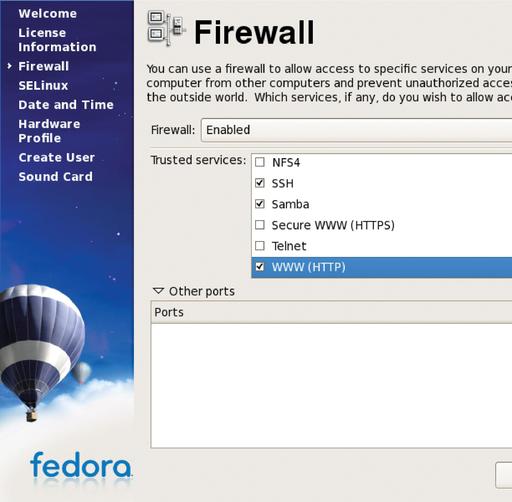 Welcome
License
Information
Firewall
SELinux
Date and Time
Hardware
Profile
Create User
Sound Card
fedora
Firewall
You can use a firewall to allow access to specific services on your
computer from other computers and prevent unauthorized
the outside world. Which services, if any, do you wish to allow
Firewall: Enabled
Trusted services:
NFS4
SSH
Samba
Secure WWW (HTTPS)
Telnet
WWW (HTTP)
Other ports
Ports